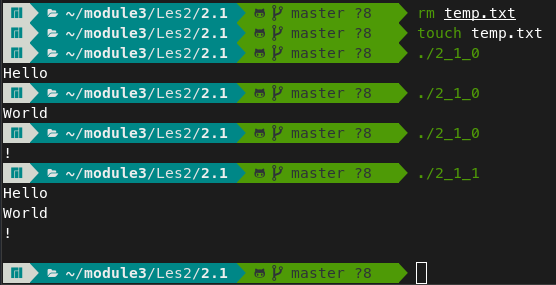 ~/module3/Les2/2.1 master ?8 rm temp.txt
~/module3/Les2/2.1 master ?8 touch temp.txt
~/module3/Les2/2.1 master ?8 ./2_1_0
Hello
~/module3/Les2/2.1 master ?8 ./2_1_0
World
~/module3/Les2/2.1 master ?8 ./2_1_0
!
~/module3/Les2/2.1 master ?8 ./2_1_1
Hello
World
!
~/module3/Les2/2.1 master ?8